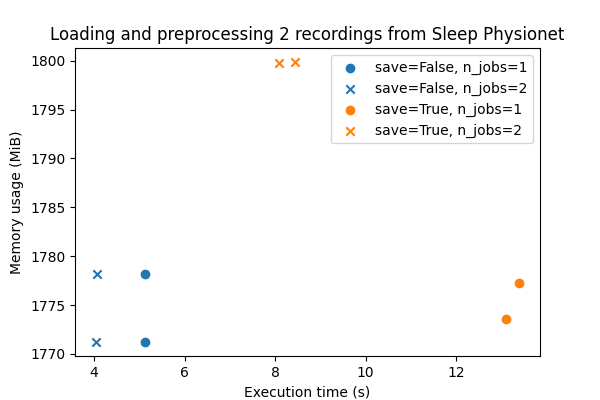 Loading and preprocessing 2 recordings from Sleep Physionet
1800
1795
1790
1785
1780
1775
1770
Memory usage (MiB)
save=False, n_jobs=1
save=False, n_jobs=2
save=True, n_jobs=1
save=True, n_jobs=2
4
6
8
10
12
Execution time (s)